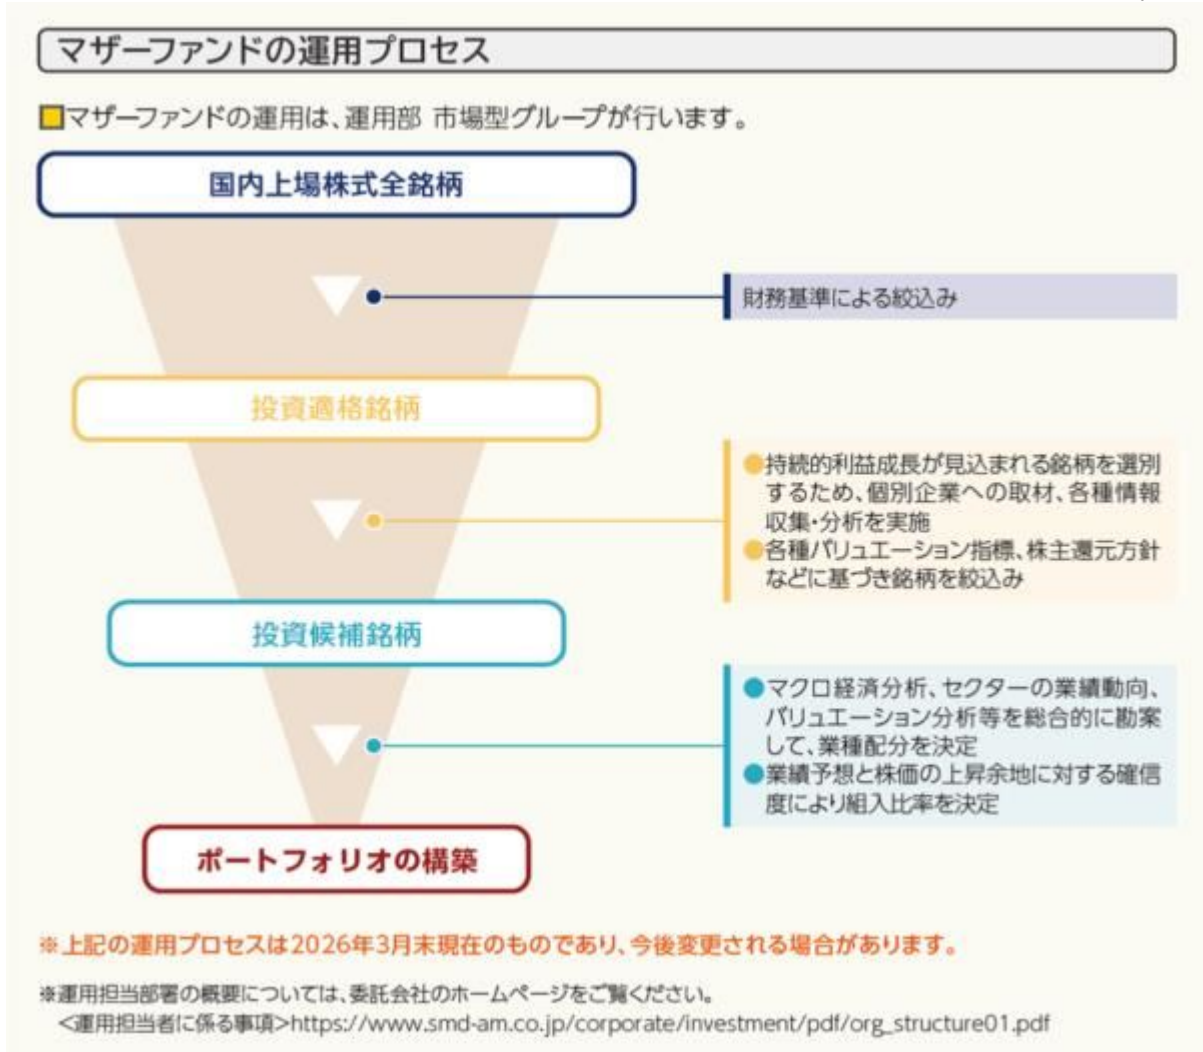 マザーファンドの運用プロセス
マザーファンドの運用は、運用部 市場型グループが行います。
国内上場株式全銘柄
財務基準による絞込み
投資適格銘柄
●持続的利益成長が見込まれる銘柄を選別
するため、個別企業への取材、各種情報
収集・分析を実施
●各種バリュエーション指標、株主還元方針
などに基づき銘柄を絞込み
投資候補銘柄
●マクロ経済分析、セクターの業績動向、
バリュエーション分析等を総合的に勘案
して、業種配分を決定
●業績予想と株価の上昇余地に対する確信
度により組入比率を決定
ポートフォリオの構築
※上記の運用プロセスは2026年3月末現在のものであり、今後変更される場合があります。
※運用担当部署の概要については、委託会社のホームページをご覧ください。
<運用担当者に係る事項>https://www.smd-am.co.jp/corporate/investment/pdf/org_structure01.pdf